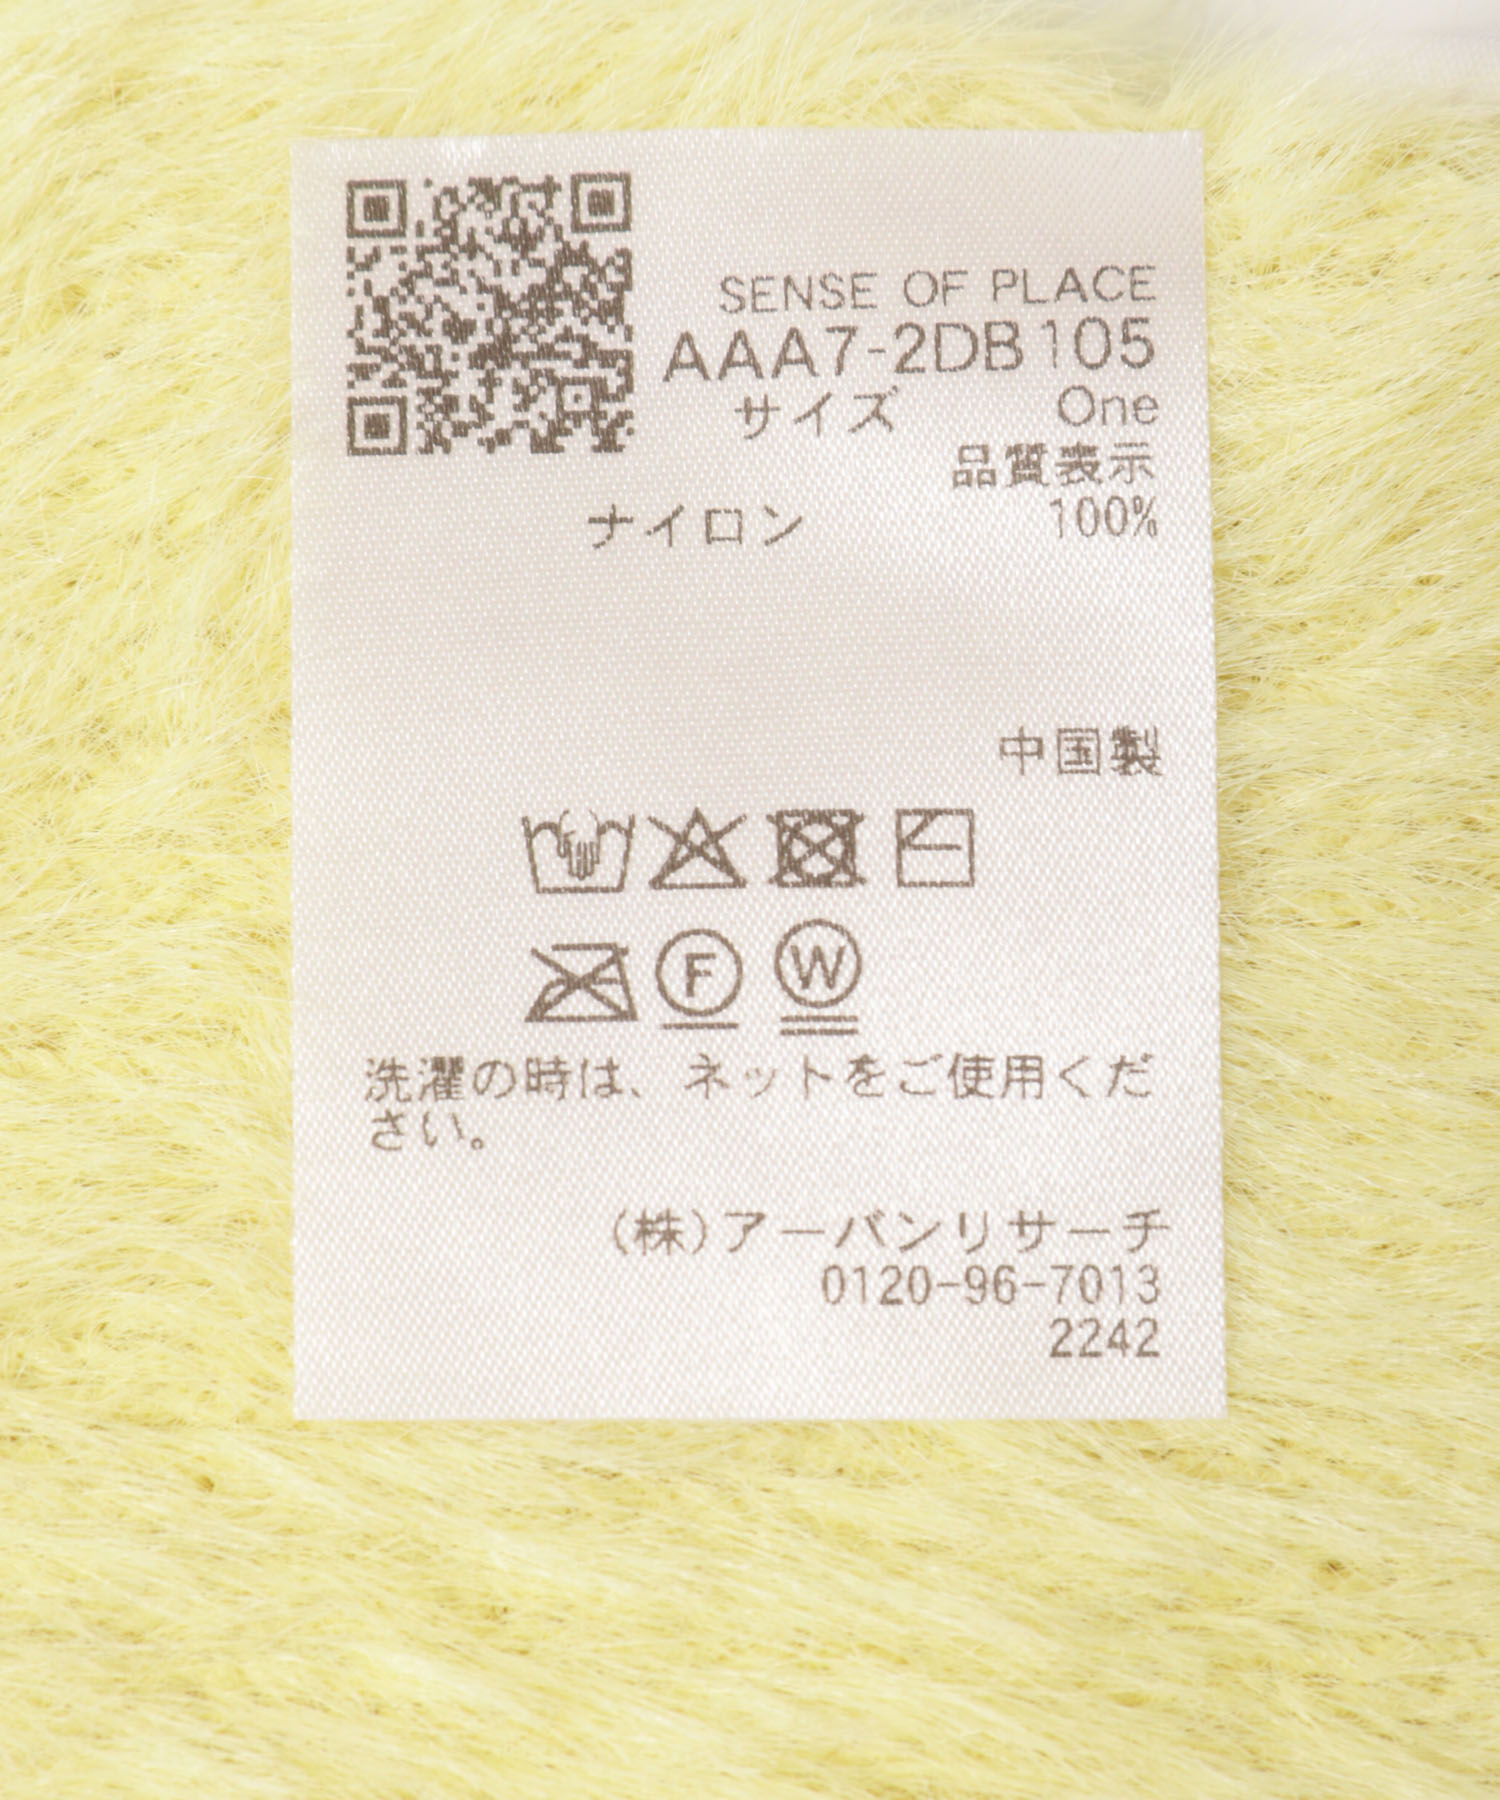 SENSE OF PLACE
AAA7-2DB105
サイズ One
品質表示
ナイロン 100%
中国製
F W
洗濯の時は、ネットをご使用くだ
さい。
(株)アーバンリサーチ
0120-96-7013
2242